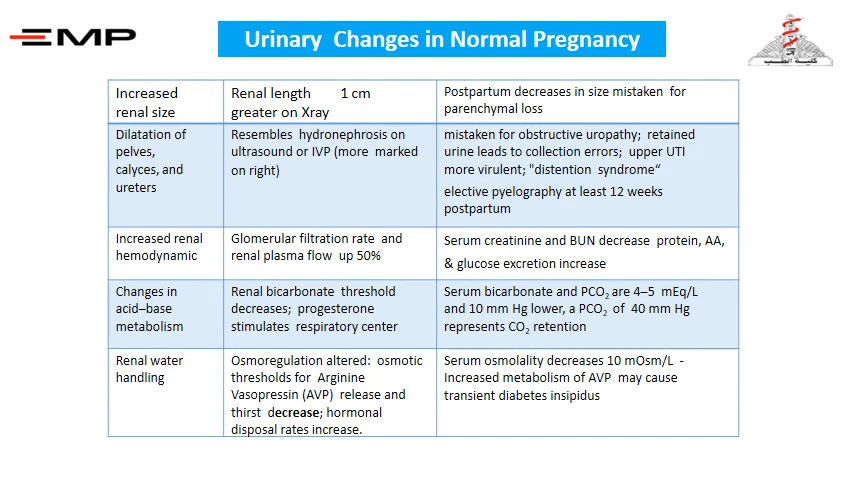 EMP
Urinary Changes in Normal Pregnancy
كلية الطب
Increased
renal size
Renal length 1 cm
greater on Xray
Postpartum decreases in size mistaken for
parenchymal loss
Dilatation of
pelves,
calyces, and
ureters
Resembles hydronephrosis on
ultrasound or IVP (more marked
on right)
mistaken for obstructive uropathy; retained
urine leads to collection errors; upper UTI
more virulent; "distention syndrome“
elective pyelography at least 12 weeks
postpartum
Increased renal
hemodynamic
Glomerular filtration rate and
renal plasma flow up 50%
Serum creatinine and BUN decrease protein, AA,
& glucose excretion increase
Changes in
acid–base
metabolism
Renal bicarbonate threshold
decreases; progesterone
stimulates respiratory center
Serum bicarbonate and PCO₂ are 4–5 mEq/L
and 10 mm Hg lower, a PCO₂ of 40 mm Hg
represents CO₂ retention
Renal water
handling
Osmoregulation altered: osmotic
thresholds for Arginine
Vasopressin (AVP) release and
thirst decrease; hormonal
disposal rates increase.
Serum osmolality decreases 10 mOsm/L -
Increased metabolism of AVP may cause
transient diabetes insipidus